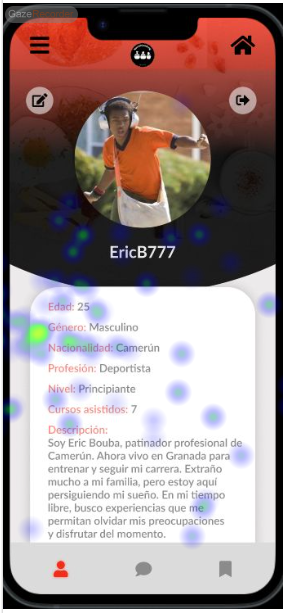 EricB777
Edad: 25
Género: Masculino
Nacionalidad: Camerún
Profesión: Deportista
Nivel: Principiante
Cursos asistidos: 7
Descripción:
Soy Eric Bouba, patinador profesional de
Camerún. Ahora vivo en Granada para
entrenar y seguir mi carrera. Extraño
mucho a mi familia, pero estoy aquí
persiguiendo mi sueño. En mi tiempo
libre, busco experiencias que me
permitan olvidar mis preocupaciones
y disfrutar del momento.